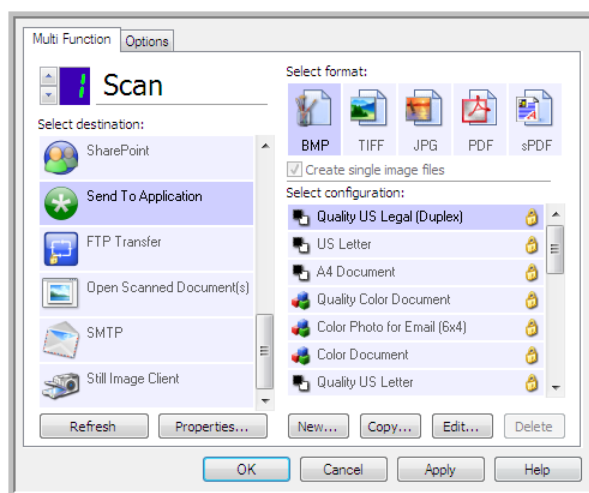 Multi Function
Options
1 Scan
Select destination:
SharePoint
Send To Application
FTP Transfer
Open Scanned Document(s)
SMTP
Still Image Client
Refresh
Properties...
Select format:
BMP TIFF JPG PDF sPDF
Create single image files
Select configuration:
Quality US Legal (Duplex)
US Letter
A4 Document
Quality Color Document
Color Photo for Email (6x4)
Color Document
Quality US Letter
New... Copy... Edit... Delete
OK Cancel Apply Help